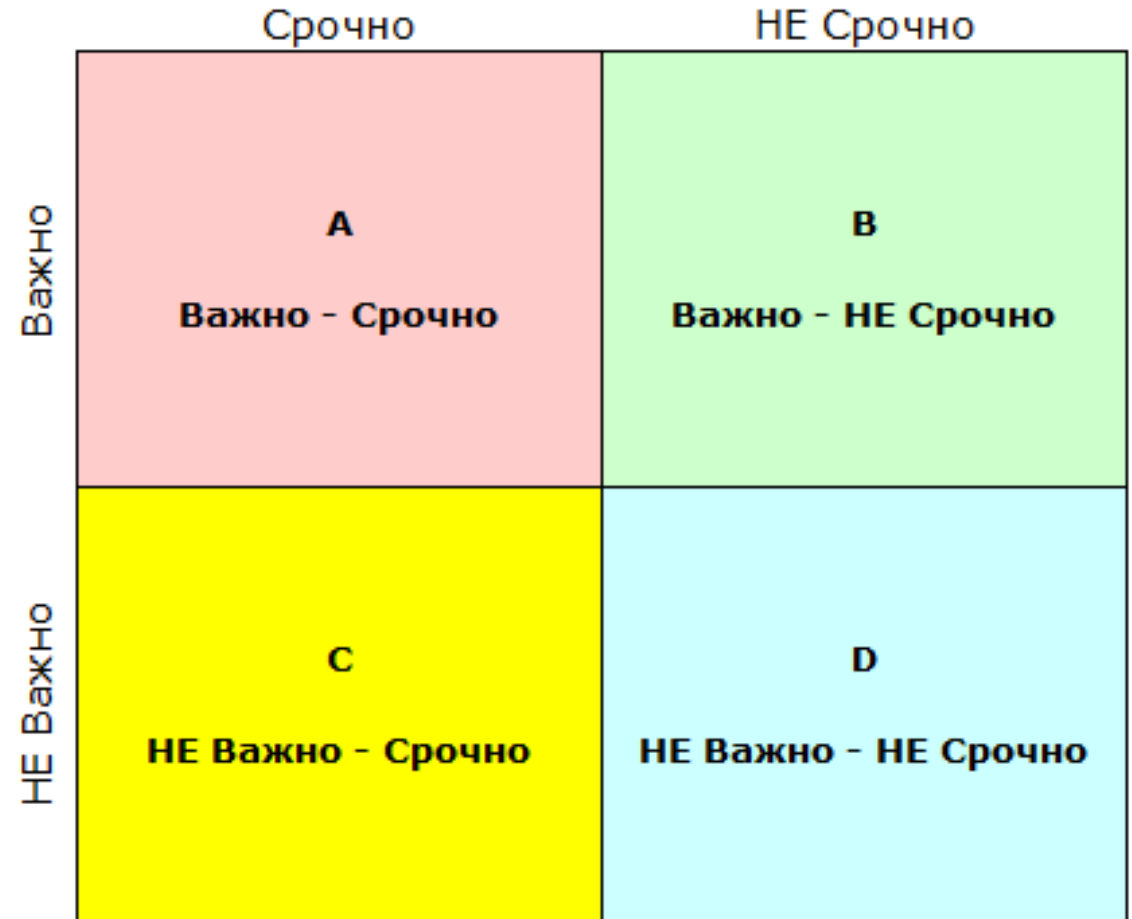 Срочно
НЕ Срочно
Важно
A
Важно - Срочно
B
Важно - НЕ Срочно
НЕ Важно
C
НЕ Важно - Срочно
D
НЕ Важно - НЕ Срочно